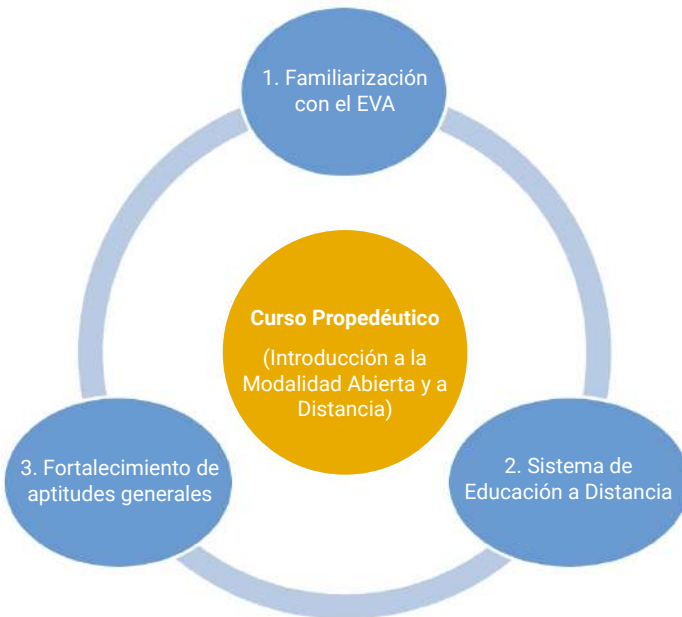 1. Familiarización
con el EVA
Curso Propedéutico
(Introducción a la
Modalidad Abierta y a
Distancia)
2. Sistema de
Educación a Distancia
3. Fortalecimiento de
aptitudes generales